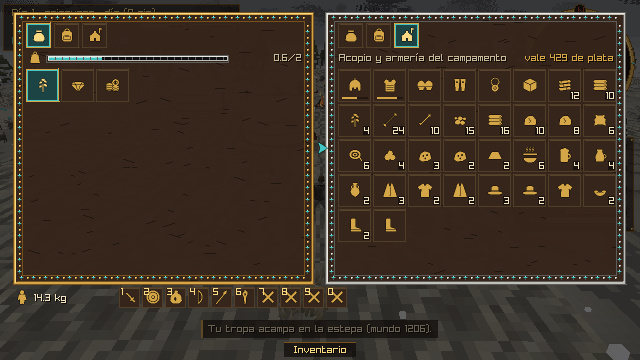 0.6/2
Acopio y armería del campamento vale 429 de plata
12 10
4 24 10 15 16 10 8 6
6 4 3 2 2 6 4 4
2 3 2 2 3 2 2
2
14.3 kg
1 2 3 4 5 6 7 8 9 0
Tu tropa acampa en la estepa (mundo 1206).
Inventario